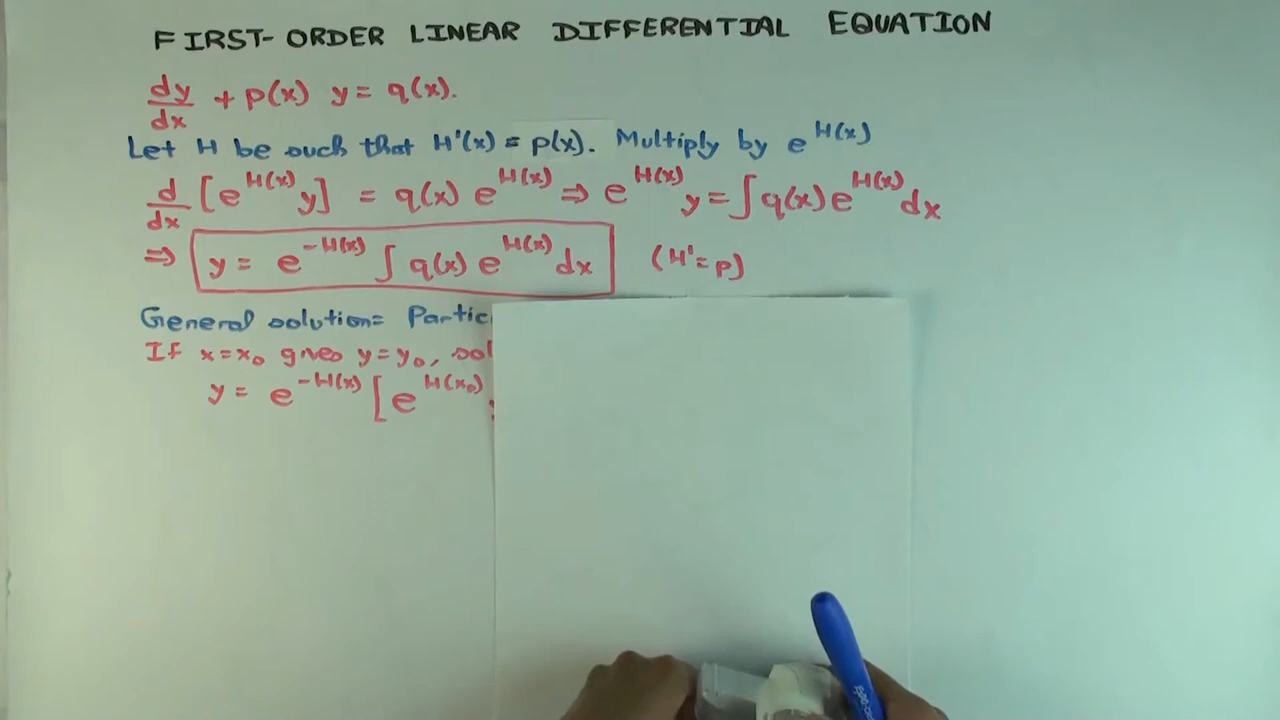 FIRST-ORDER LINEAR DIFFERENTIAL EQUATION
dy/dx + p(x) y = q(x).
Let H be such that H'(x) = p(x). Multiply by e^H(x)
d/dx [e^H(x) y] = q(x) e^H(x) ⇒ e^H(x) y = ∫ q(x) e^H(x) dx
⇒ y = e^-H(x) ∫ q(x) e^H(x) dx (H'=p)
General solution = Partic
If x=x₀ gives y=y₀, sol
y = e^-H(x) [e^H(x₀)